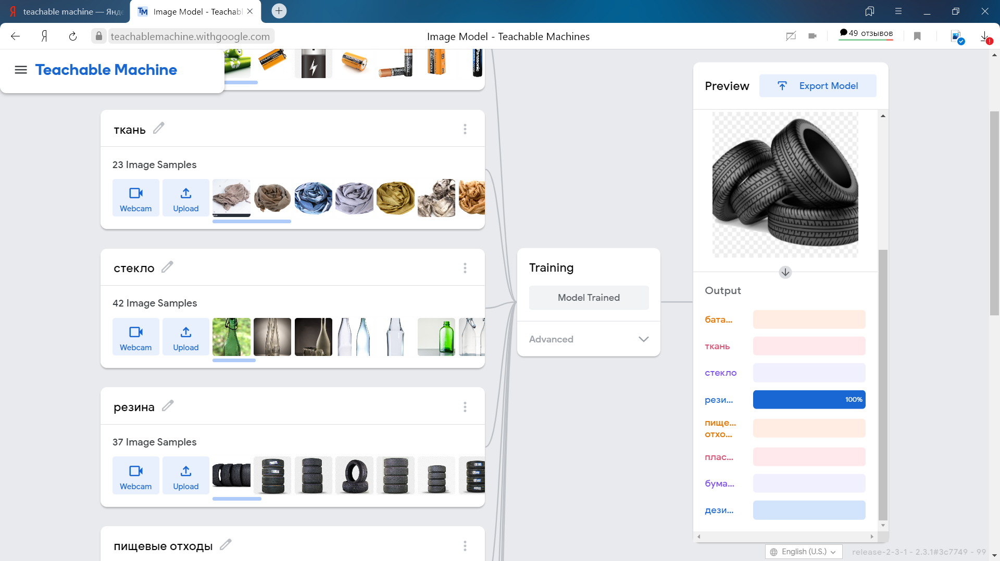 teachable machine — Янде
Image Model - Teachabl
teachablemachine.withgoogle.com
Image Model - Teachable Machines
49 отзывов
Teachable Machine
Panasonic
ткань
23 Image Samples
Webcam
Upload
стекло
42 Image Samples
Webcam
Upload
резина
37 Image Samples
Webcam
Upload
пищевые отходы
Training
Model Trained
Advanced
Preview
Export Model
Output
бата...
ткань
стекло
рези...
100%
пище...
отхо...
плас...
бума...
дези...
English (U.S.)
release-2-3-1 - 2.3.1#3c7749 - 99